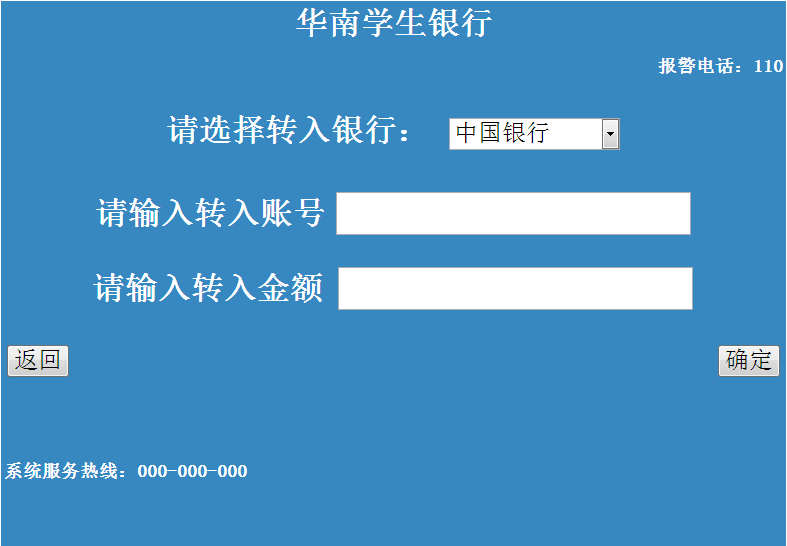 华南学生银行
报警电话：110
请选择转入银行： 中国银行
请输入转入账号
请输入转入金额
返回 确定
系统服务热线：000-000-000